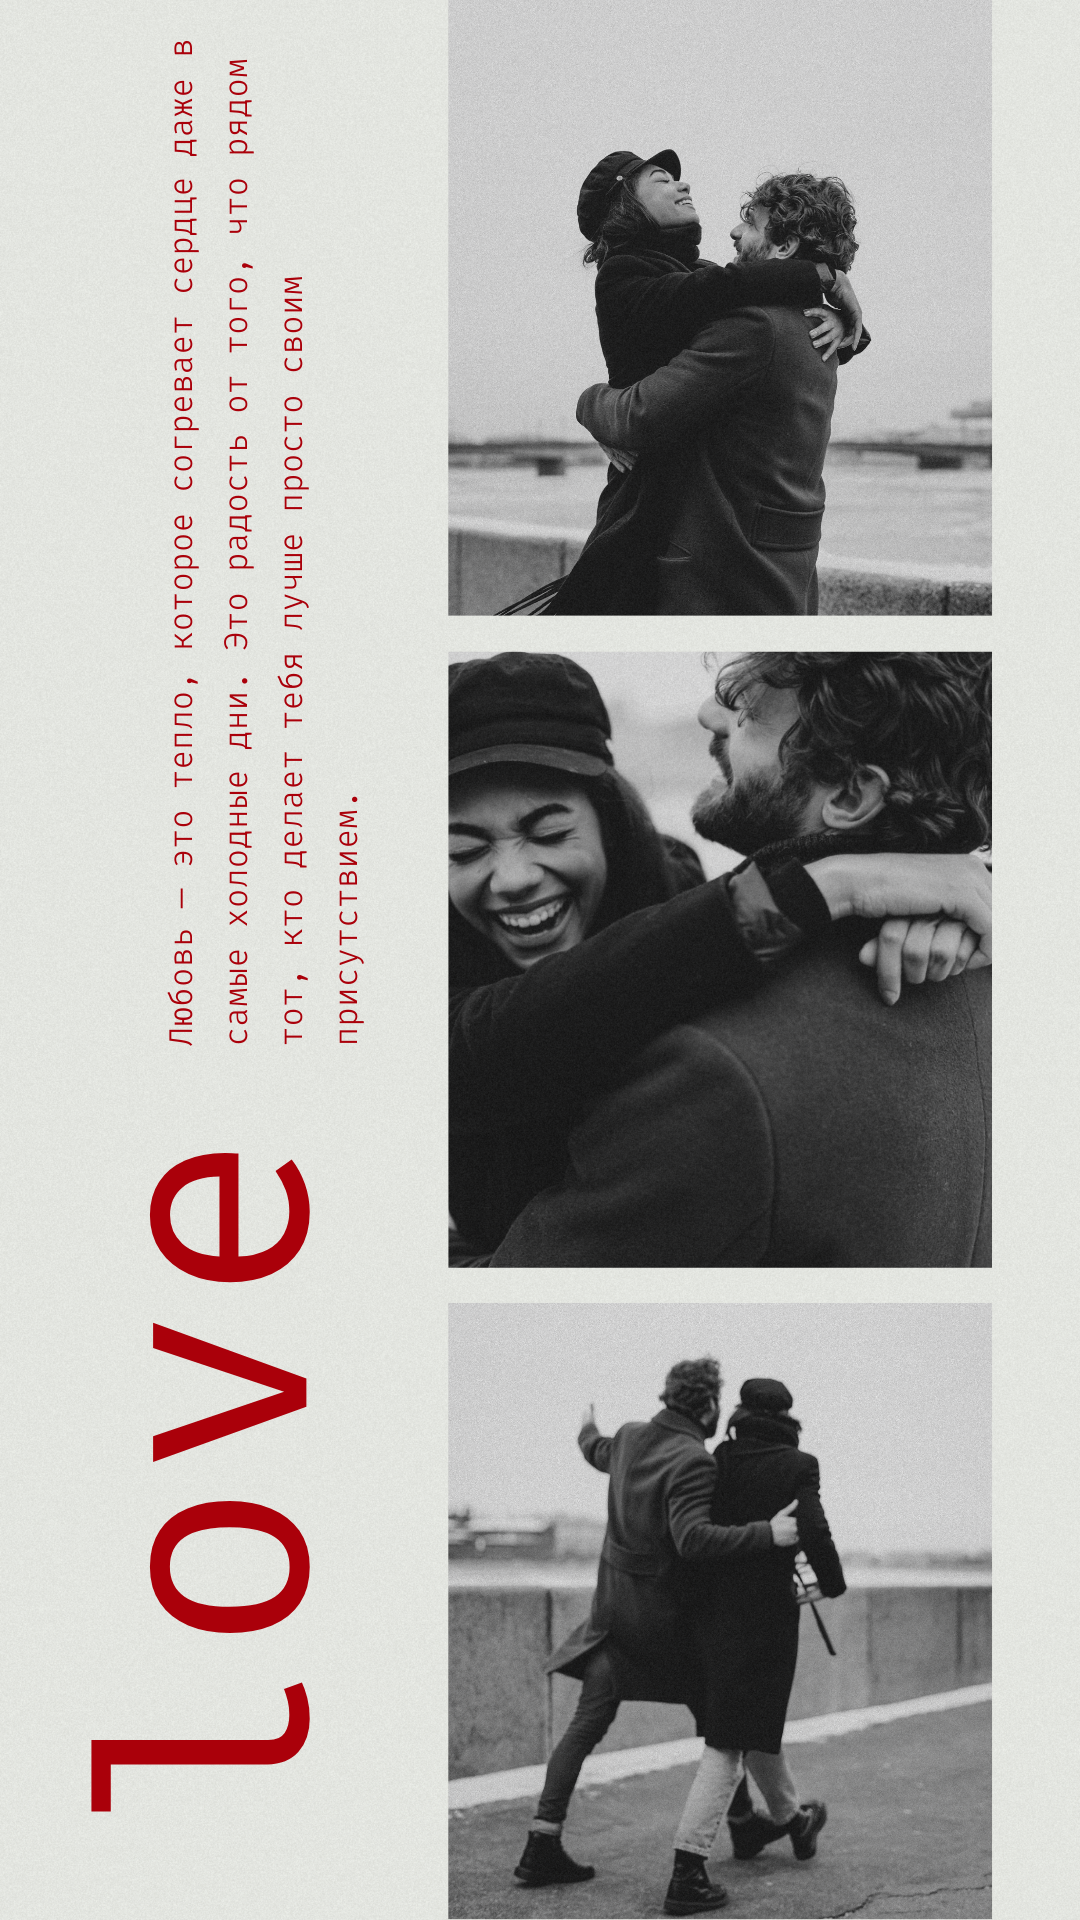 love
Любовь — это тепло, которое согревает сердце даже в
самые холодные дни. Это радость от того, что рядом
тот, кто делает тебя лучше просто своим
присутствием.